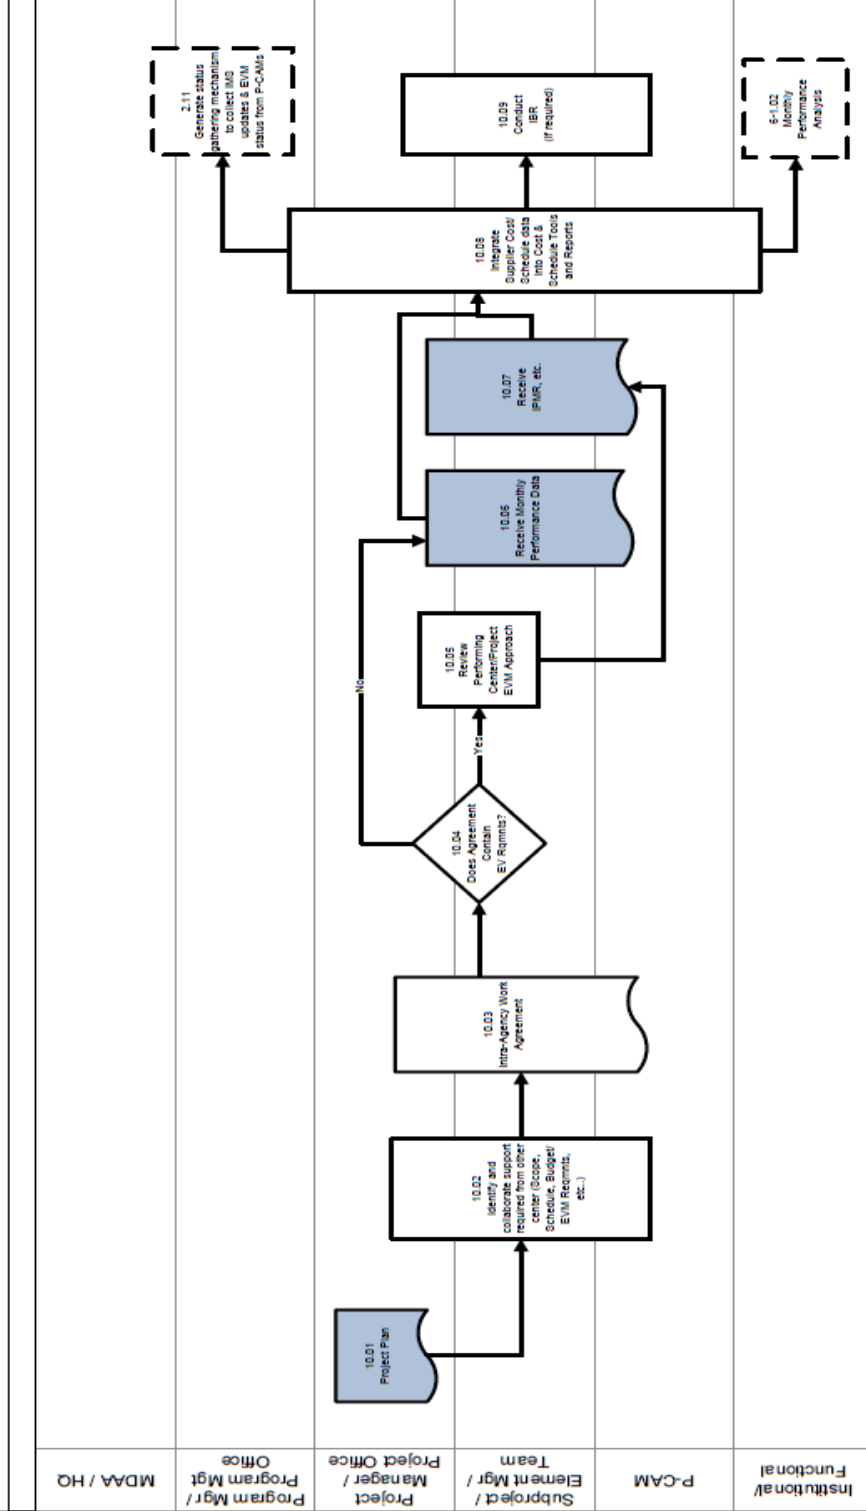 MDAA / HQ
Program Mgr /
Program Mgt
Office
Project
Manager /
Project Office
Subproject /
Element Mgr /
Team
P-CAM
Institutional/
Functional
10.01
Project Plan
10.02
Identify and
collaborate support
required from other
center (Scope,
Schedule, Budget/
EVM Reqmnts,
etc..)
10.03
Intra-Agency Work
Agreement
10.04
Does Agreement
Contain
EV Rqmnts?
No
Yes
10.05
Review
Performing
Center/Project
EVM Approach
10.06
Receive Monthly
Performance Data
10.07
Receive
IPMR, etc.
10.08
Integrate
Supplier Cost/
Schedule data
into Cost &
Schedule Tools
and Reports
2.11
Generate status
gathering mechanism
to collect IMS
updates & EVM
status from P-CAMs
10.09
Conduct
IBR
(if required)
6-1.02
Monthly
Performance
Analysis